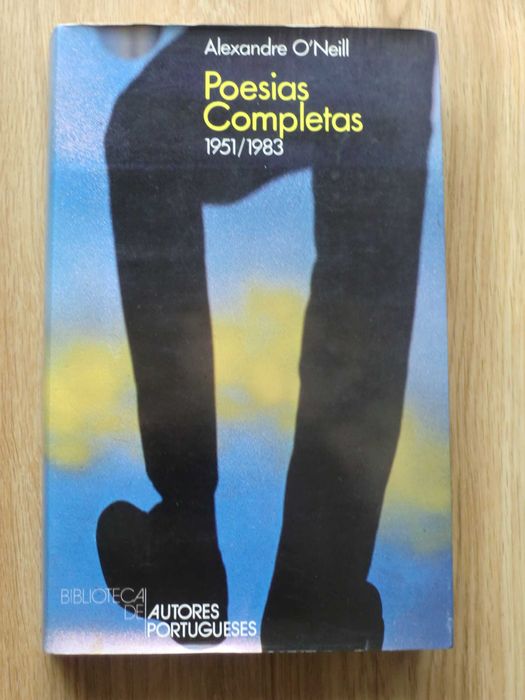 Alexandre O'Neill
Poesias
Completas
1951/1983
BIBLIOTECA
DE AUTORES
PORTUGUESES